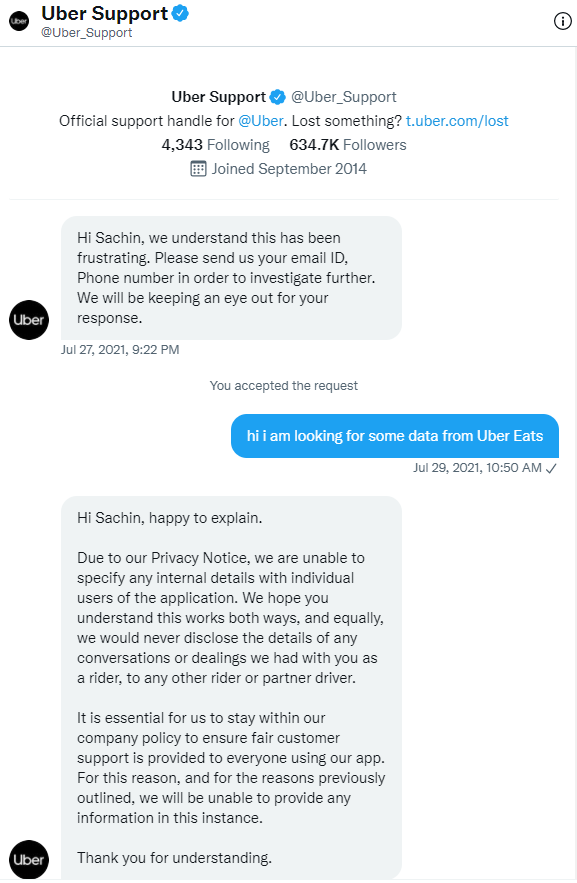 Uber Support
@Uber_Support
Uber
Uber Support @Uber_Support
Official support handle for @Uber. Lost something? t.uber.com/lost
4,343 Following 634.7K Followers
Joined September 2014
Hi Sachin, we understand this has been
frustrating. Please send us your email ID,
Phone number in order to investigate further.
We will be keeping an eye out for your
response.
Uber
Jul 27, 2021, 9:22 PM
You accepted the request
hi i am looking for some data from Uber Eats
Jul 29, 2021, 10:50 AM
Hi Sachin, happy to explain.
Due to our Privacy Notice, we are unable to
specify any internal details with individual
users of the application. We hope you
understand this works both ways, and equally,
we would never disclose the details of any
conversations or dealings we had with you as
a rider, to any other rider or partner driver.
It is essential for us to stay within our
company policy to ensure fair customer
support is provided to everyone using our app.
For this reason, and for the reasons previously
outlined, we will be unable to provide any
information in this instance.
Thank you for understanding.
Uber